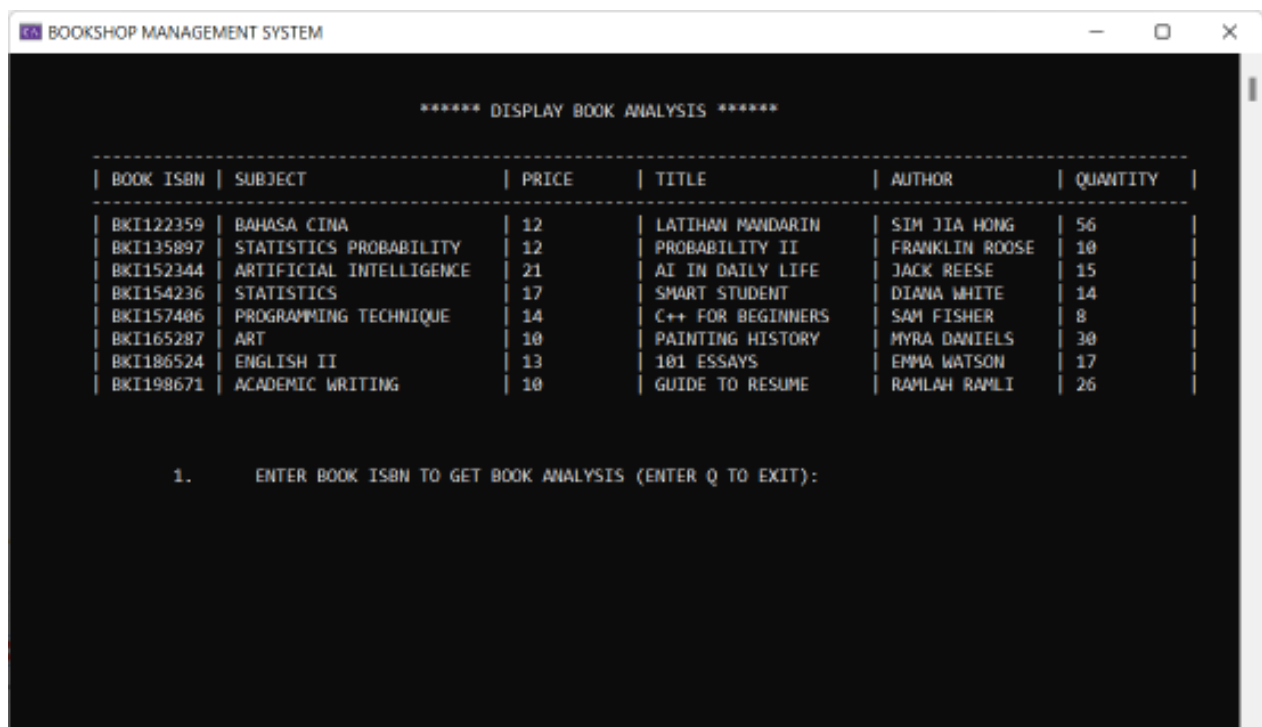 BOOKSHOP MANAGEMENT SYSTEM
****** DISPLAY BOOK ANALYSIS ******
| BOOK ISBN | SUBJECT | PRICE | TITLE | AUTHOR | QUANTITY |
| BKI122359 | BAHASA CINA | 12 | LATIHAN MANDARIN | SIM JIA HONG | 56 |
| BKI135897 | STATISTICS PROBABILITY | 12 | PROBABILITY II | FRANKLIN ROOSE | 10 |
| BKI152344 | ARTIFICIAL INTELLIGENCE | 21 | AI IN DAILY LIFE | JACK REESE | 15 |
| BKI154236 | STATISTICS | 17 | SMART STUDENT | DIANA WHITE | 14 |
| BKI157406 | PROGRAMMING TECHNIQUE | 14 | C++ FOR BEGINNERS | SAM FISHER | 8 |
| BKI165287 | ART | 10 | PAINTING HISTORY | MYRA DANIELS | 30 |
| BKI186524 | ENGLISH II | 13 | 101 ESSAYS | EMMA WATSON | 17 |
| BKI198671 | ACADEMIC WRITING | 10 | GUIDE TO RESUME | RAMLAH RAMLI | 26 |
1. ENTER BOOK ISBN TO GET BOOK ANALYSIS (ENTER Q TO EXIT):